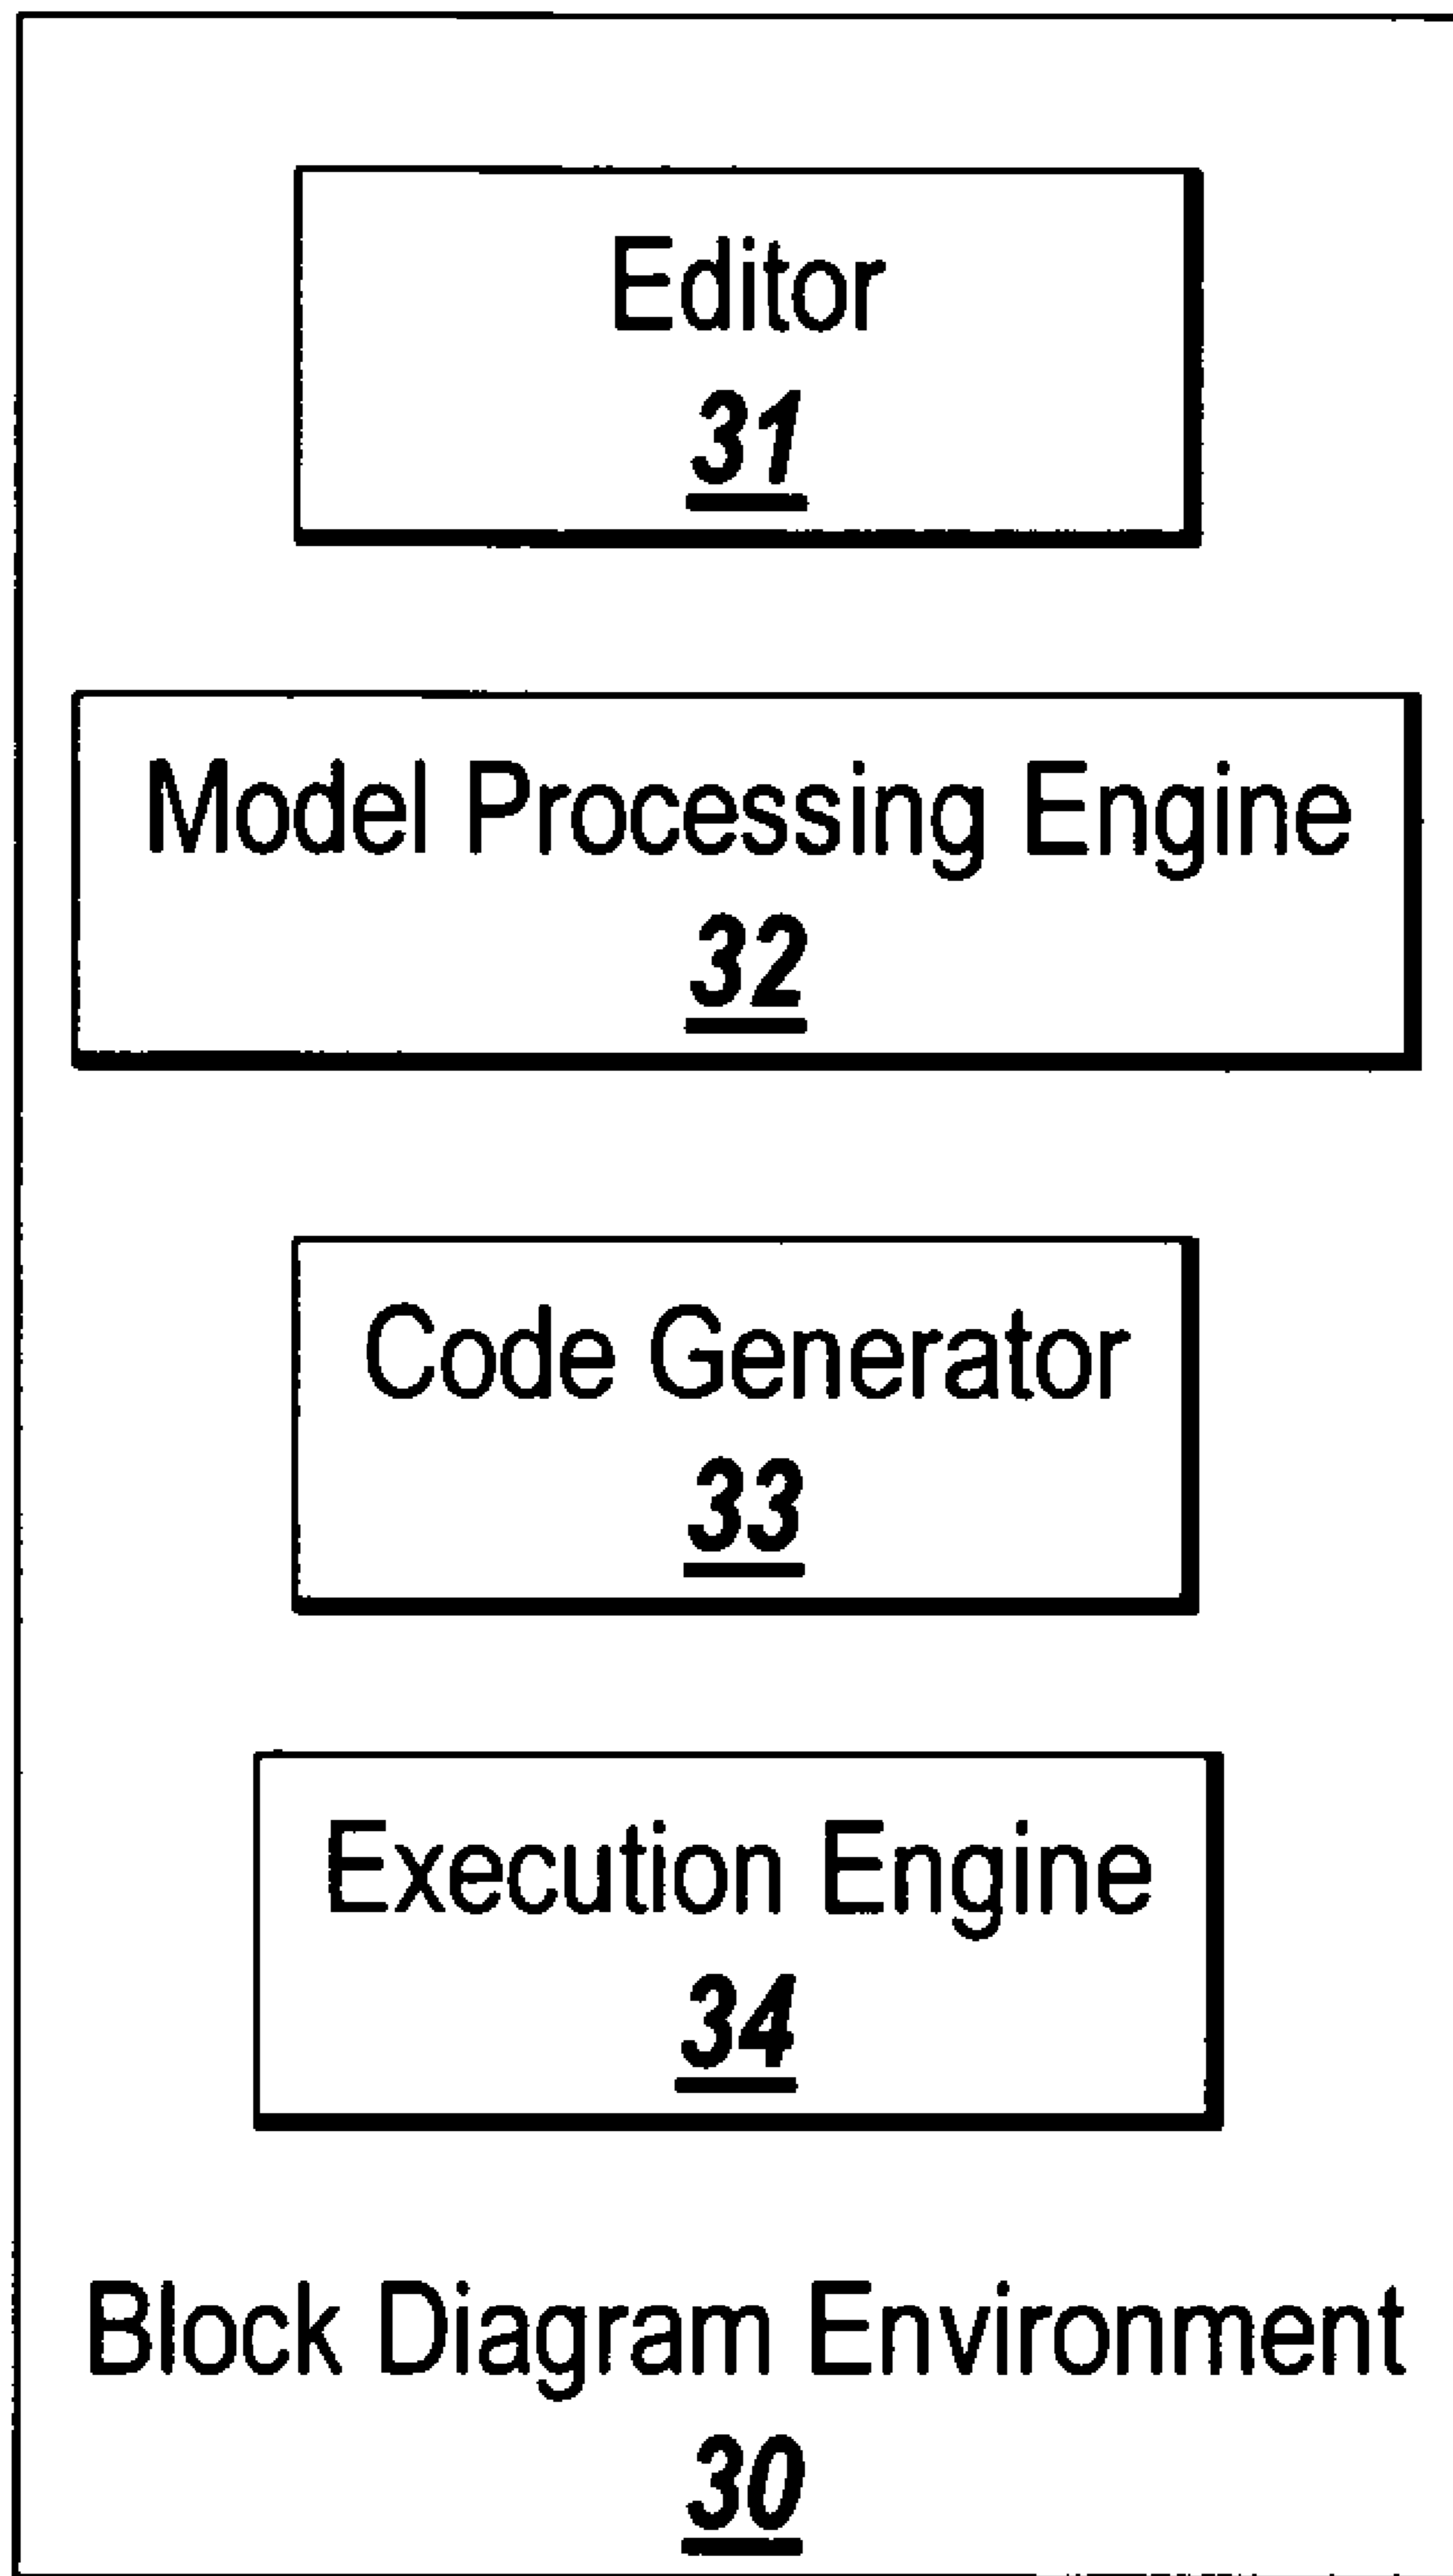 Editor
31
Model Processing Engine
32
Code Generator
33
Execution Engine
34
Block Diagram Environment
30